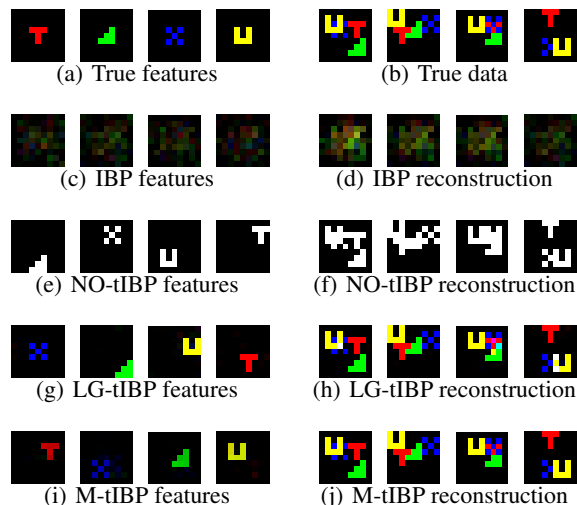 (a) True features
(b) True data
(c) IBP features
(d) IBP reconstruction
(e) NO-tIBP features
(f) NO-tIBP reconstruction
(g) LG-tIBP features
(h) LG-tIBP reconstruction
(i) M-tIBP features
(j) M-tIBP reconstruction